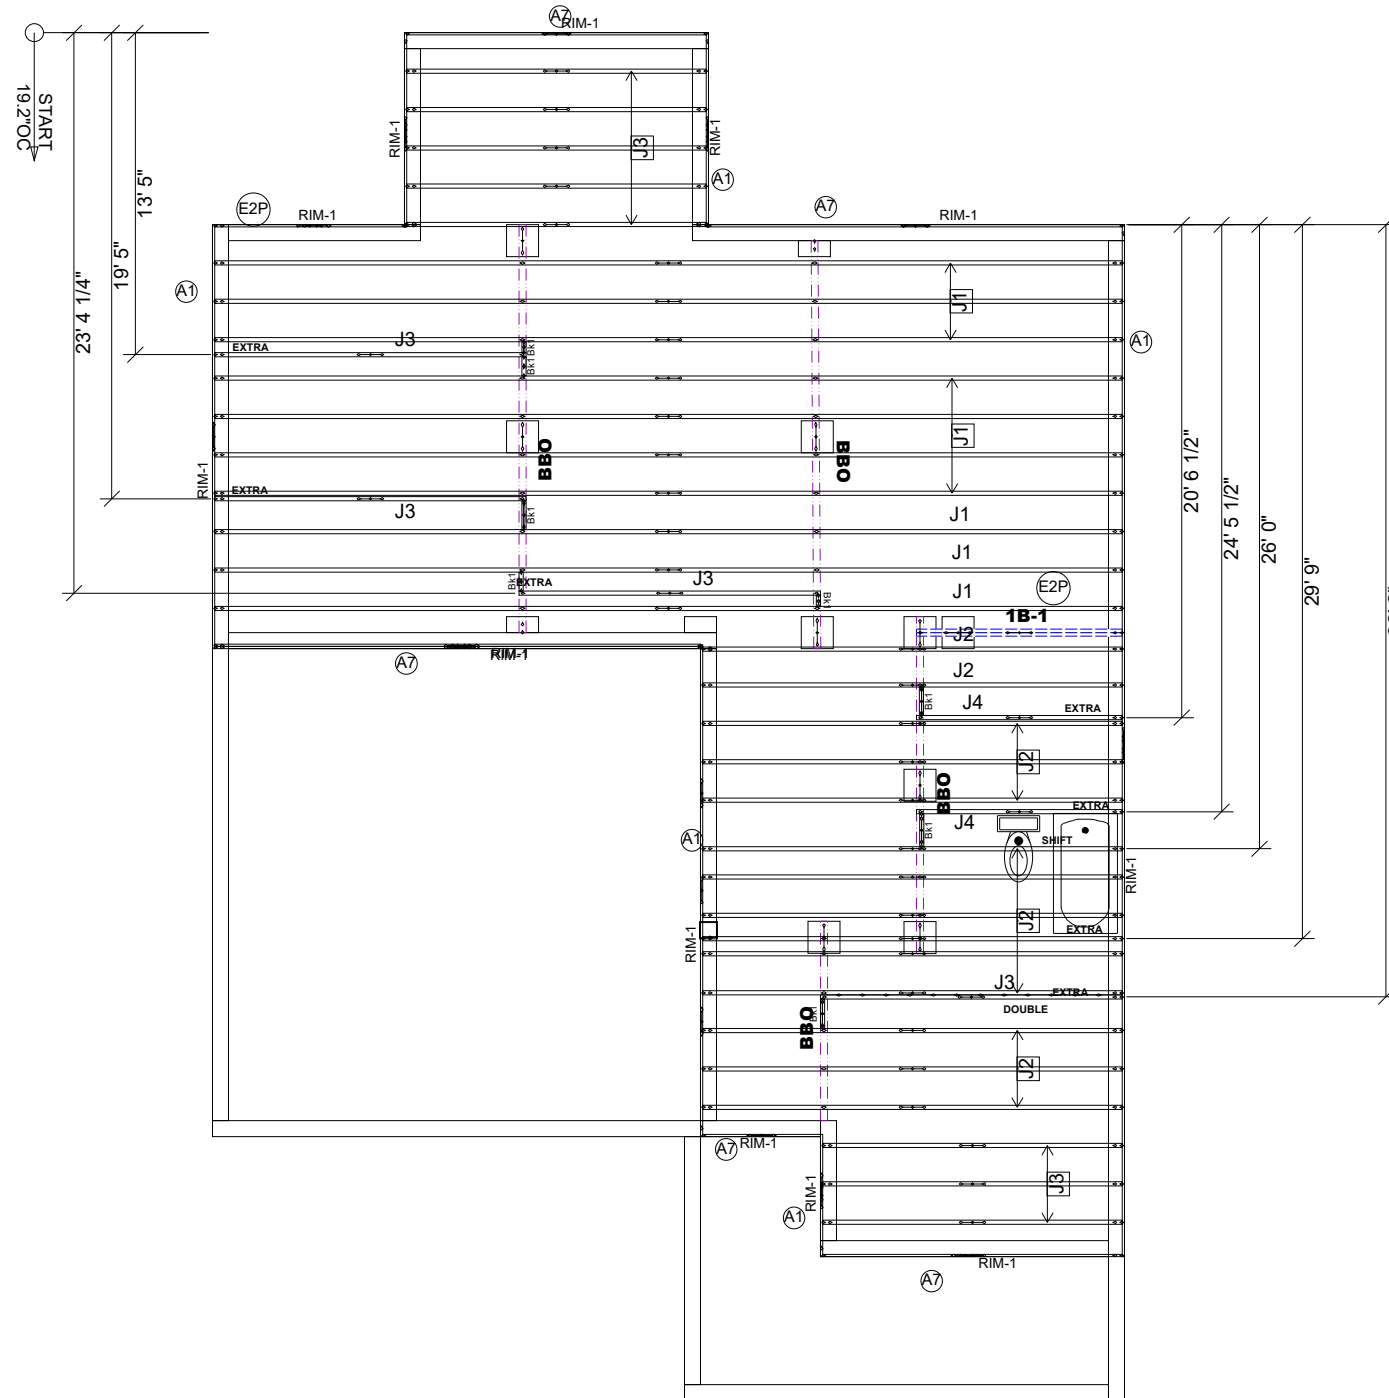 A7
RIM-1
START
19.2"OC
13' 5"
19' 5"
23' 4 1/4"
RIM-1
J3
RIM-1
A1
E2P
RIM-1
A7
RIM-1
A1
J1
A1
J3
EXTRA
Bk1
Bk1
BBO
BBO
J1
RIM-1
EXTRA
J3
Bk1
J1
J1
J1
Bk1
EXTRA
J3
Bk1
E2P
1B-1
J2
20' 6 1/2"
24' 5 1/2"
26' 0"
29' 9"
A7
RIM-1
J2
J4
EXTRA
Bk1
J2
BBO
EXTRA
J4
Bk1
A1
SHIFT
RIM-1
J2
EXTRA
RIM-1
J3
EXTRA
DOUBLE
Bk1
BBO
J2
A7
RIM-1
RIM-1
A1
J3
RIM-1
A7